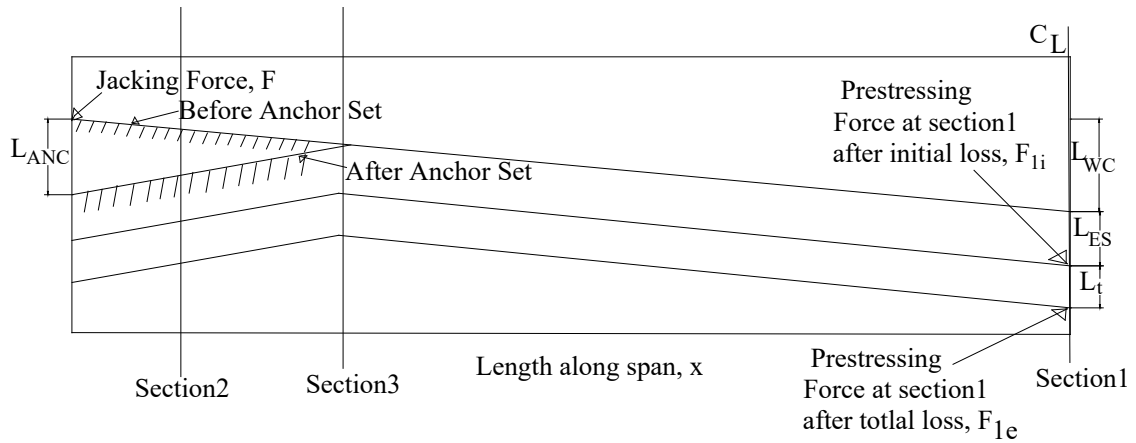 C_L
Jacking Force, F
Before Anchor Set
L_ANC
After Anchor Set
Prestressing
Force at section1
after initial loss, F_1i
L_WC
L_ES
L_t
Length along span, x
Section2
Section3
Prestressing
Force at section1
after totlal loss, F_1e
Section1